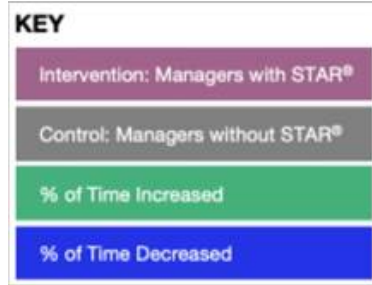 KEY
Intervention: Managers with STAR®
Control: Managers without STAR®
% of Time Increased
% of Time Decreased